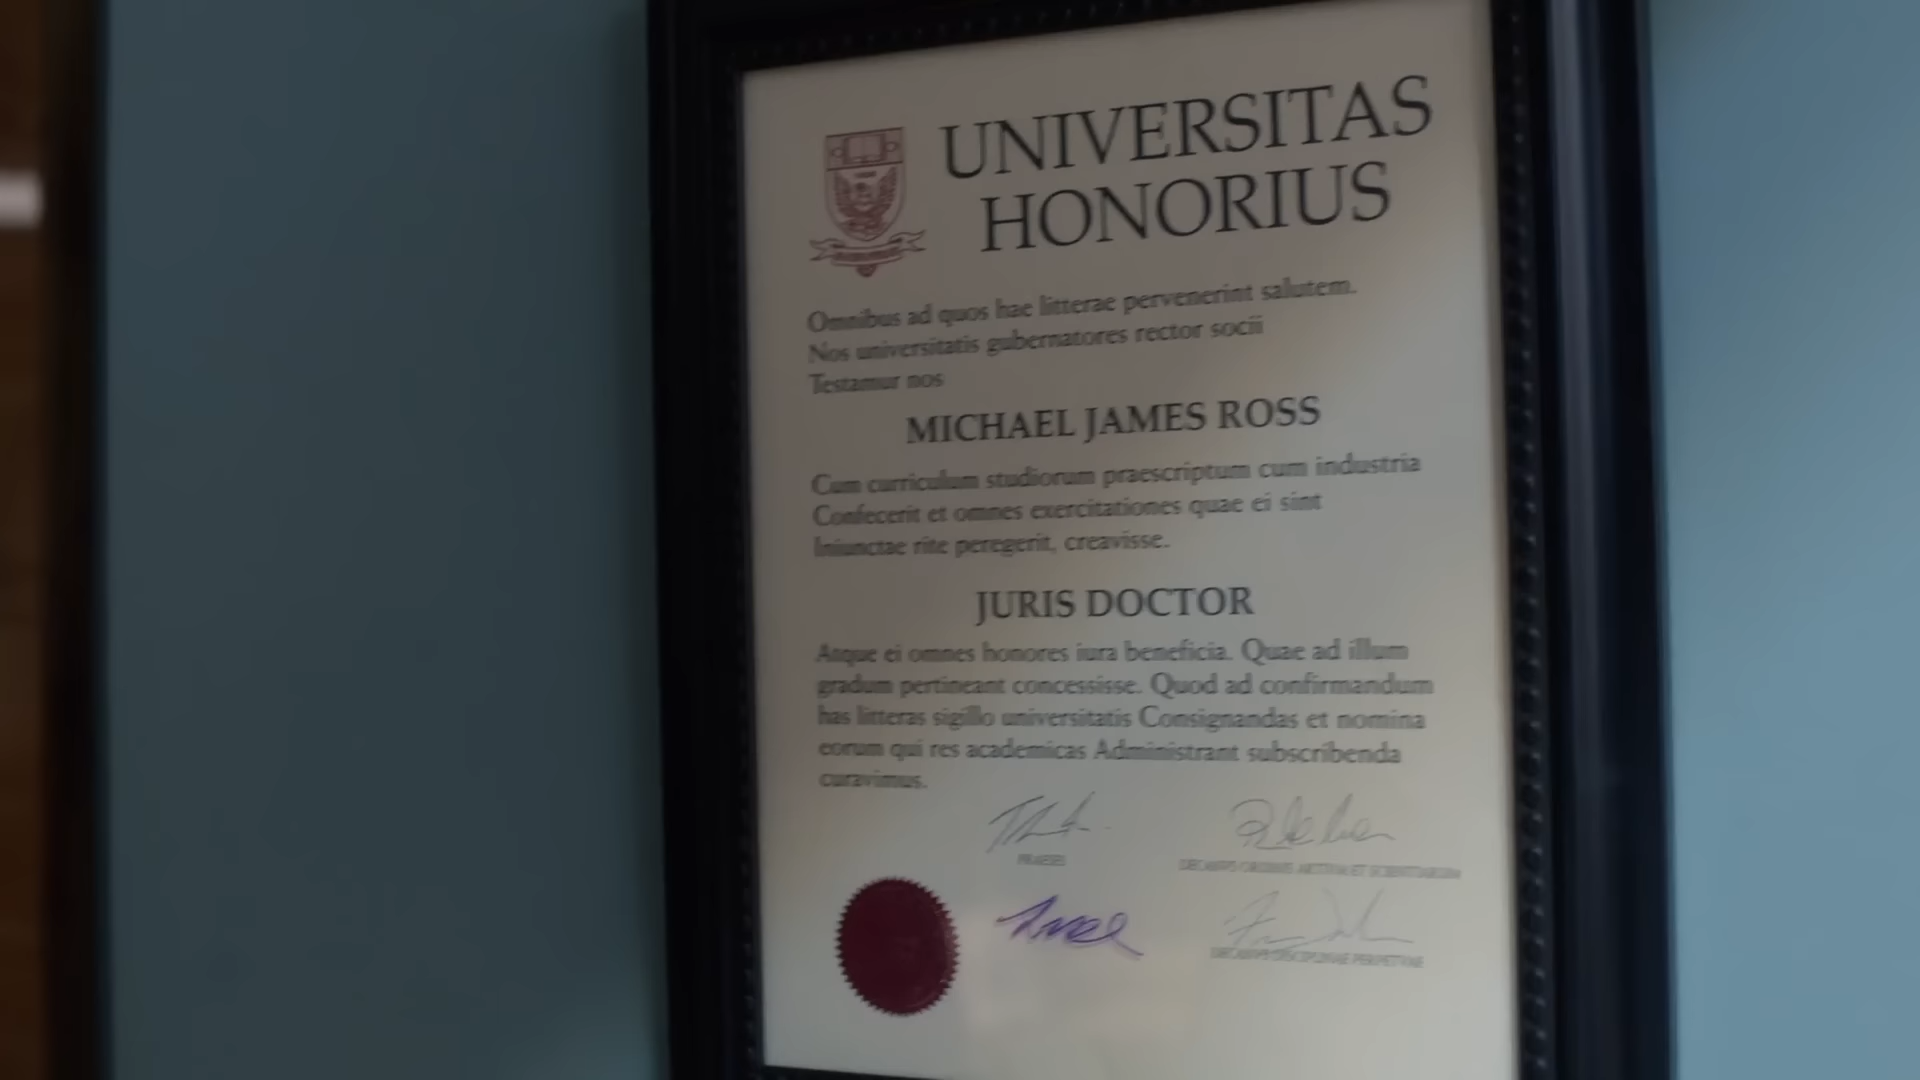 UNIVERSITAS
HONORIUS
Omnibus ad quos hae litterae pervenerint salutem.
Nos universitatis gubernatores rector socii
Testamur nos
MICHAEL JAMES ROSS
Cum curriculum studiorum praescriptum cum industria
Confecerit et omnes exercitationes quae ei sint
Iniunctae rite peregerit, creavisse.
JURIS DOCTOR
Atque ei omnes honores iura beneficia. Quae ad illum
gradum pertineant concessisse. Quod ad confirmandum
has litteras sigillo universitatis Consignandas et nomina
eorum qui res academicas Administrant subscribenda
curavimus.
PRAESES